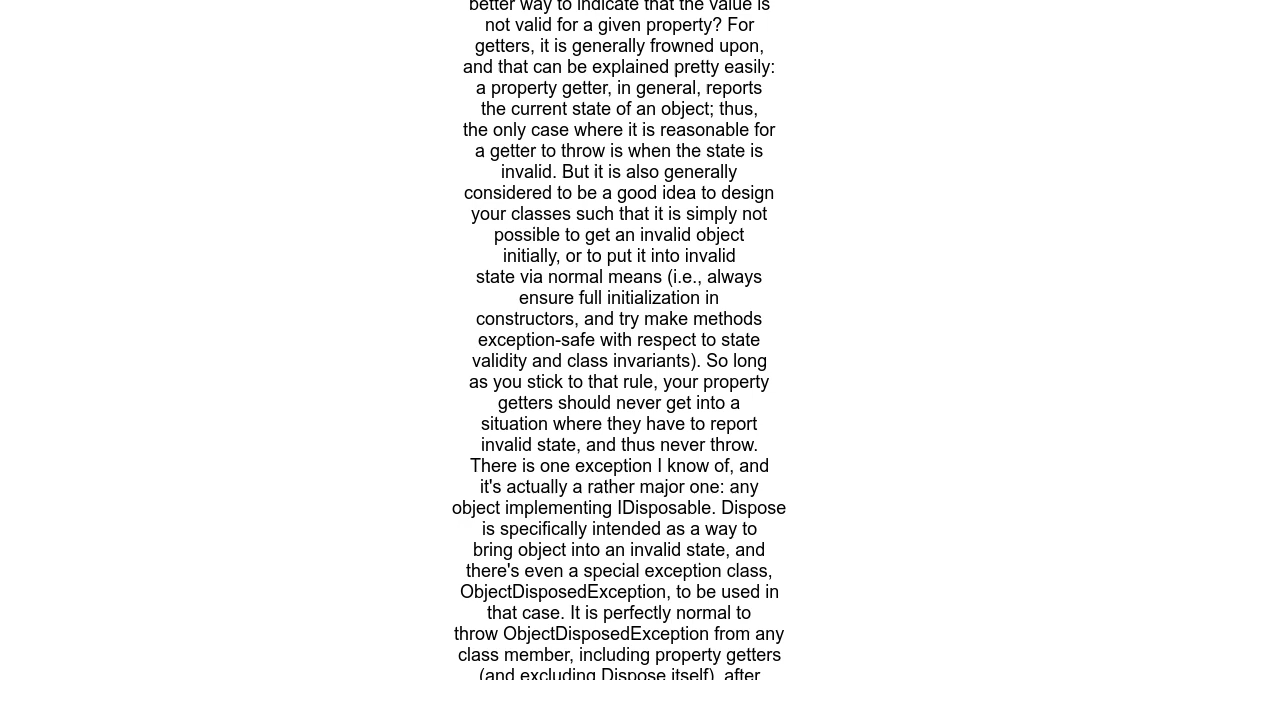 better way to indicate that the value is
not valid for a given property? For
getters, it is generally frowned upon,
and that can be explained pretty easily:
a property getter, in general, reports
the current state of an object; thus,
the only case where it is reasonable for
a getter to throw is when the state is
invalid. But it is also generally
considered to be a good idea to design
your classes such that it is simply not
possible to get an invalid object
initially, or to put it into invalid
state via normal means (i.e., always
ensure full initialization in
constructors, and try make methods
exception-safe with respect to state
validity and class invariants). So long
as you stick to that rule, your property
getters should never get into a
situation where they have to report
invalid state, and thus never throw.
There is one exception I know of, and
it's actually a rather major one: any
object implementing IDisposable. Dispose
is specifically intended as a way to
bring object into an invalid state, and
there's even a special exception class,
ObjectDisposedException, to be used in
that case. It is perfectly normal to
throw ObjectDisposedException from any
class member, including property getters
(and excluding Dispose itself), after